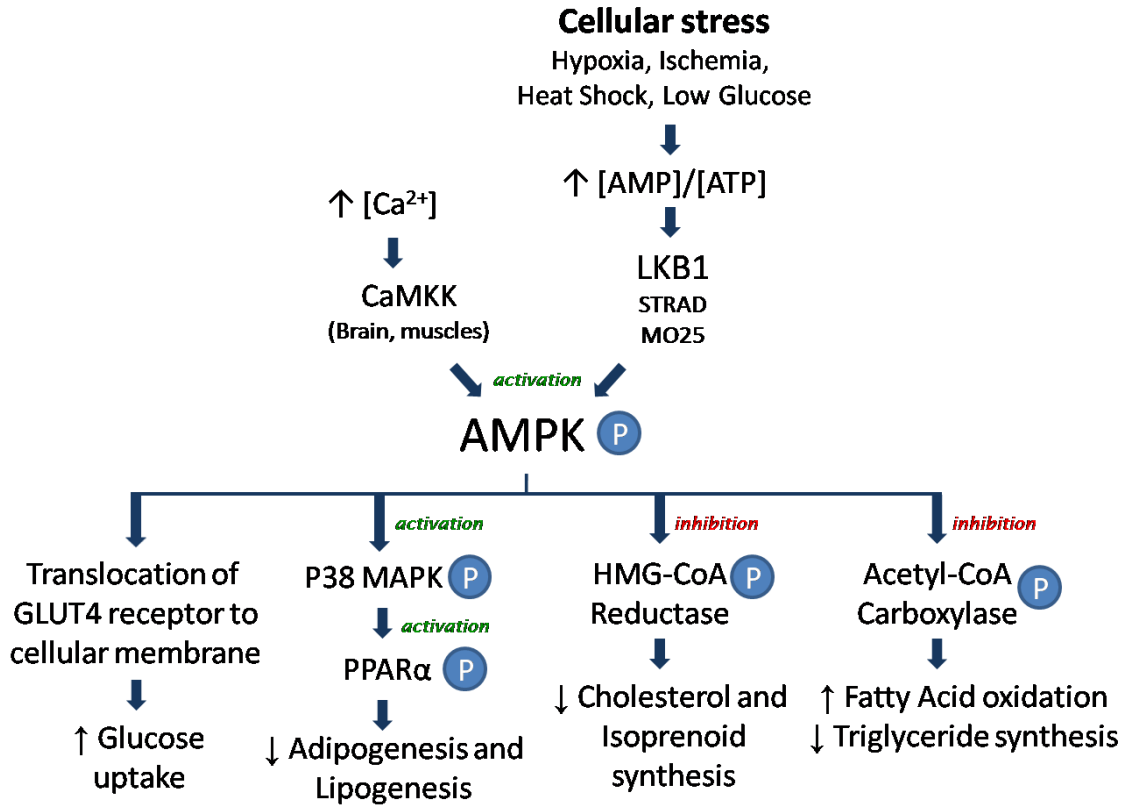 Cellular stress
Hypoxia, Ischemia,
Heat Shock, Low Glucose
↑ [AMP]/[ATP]
↑ [Ca²⁺]
LKB1
STRAD
MO25
CaMKK
(Brain, muscles)
activation
AMPK P
Translocation of
GLUT4 receptor to
cellular membrane
↑ Glucose
uptake
activation
P38 MAPK P
activation
PPARα P
↓ Adipogenesis and
Lipogenesis
inhibition
HMG-CoA P
Reductase
↓ Cholesterol and
Isoprenoid
synthesis
inhibition
Acetyl-CoA P
Carboxylase
↑ Fatty Acid oxidation
↓ Triglyceride synthesis